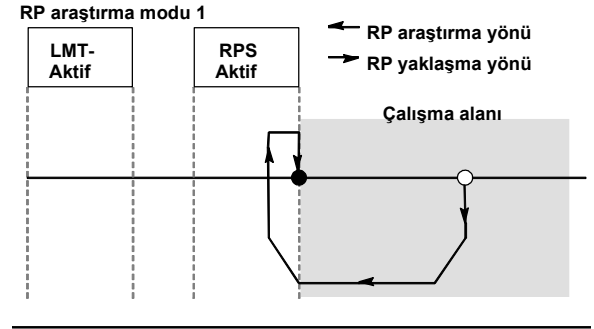 RP araştırma modu 1
LMT-
Aktif
RPS
Aktif
RP araştırma yönü
RP yaklaşma yönü
Çalışma alanı